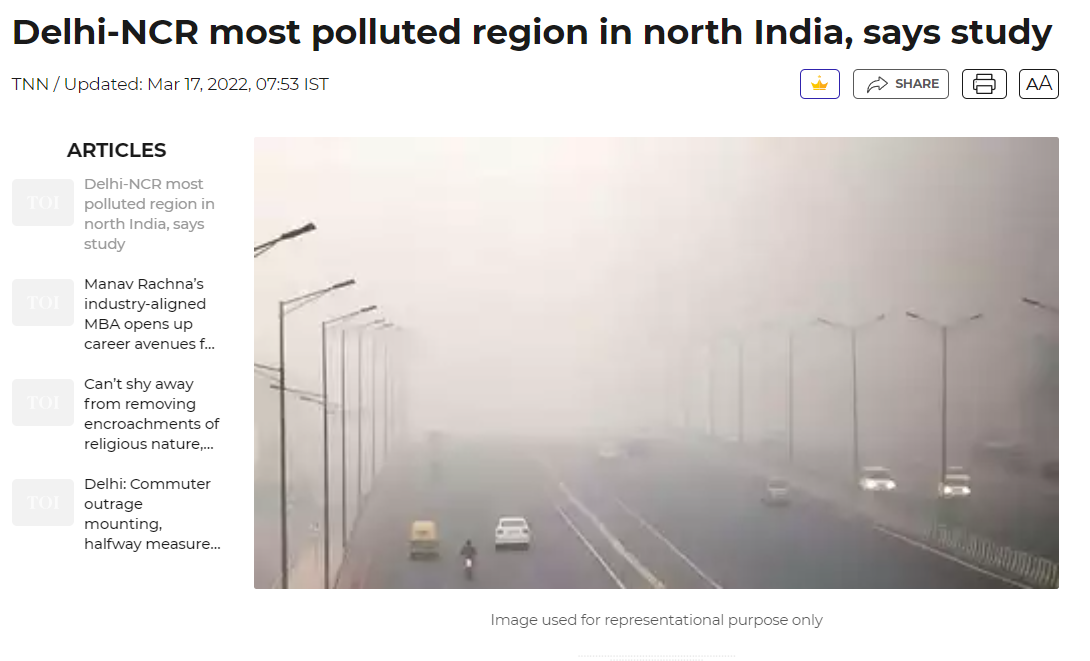 Delhi-NCR most polluted region in north India, says study
TNN / Updated: Mar 17, 2022, 07:53 IST
SHARE
AA
ARTICLES
TOI
Delhi-NCR most
polluted region in
north India, says
study
TOI
Manav Rachna’s
industry-aligned
MBA opens up
career avenues f...
TOI
Can’t shy away
from removing
encroachments of
religious nature,...
TOI
Delhi: Commuter
outrage
mounting,
halfway measure...
Image used for representational purpose only